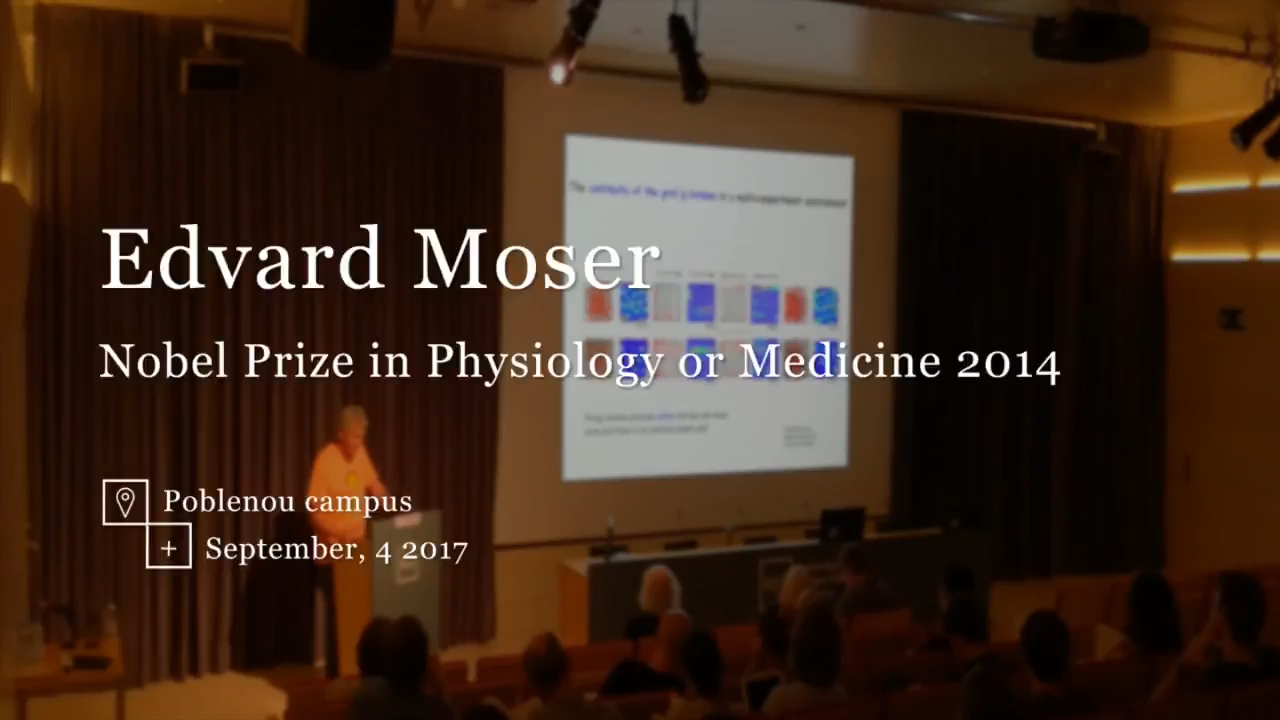 Edvard Moser
Nobel Prize in Physiology or Medicine 2014
Poblenou campus
September, 4 2017